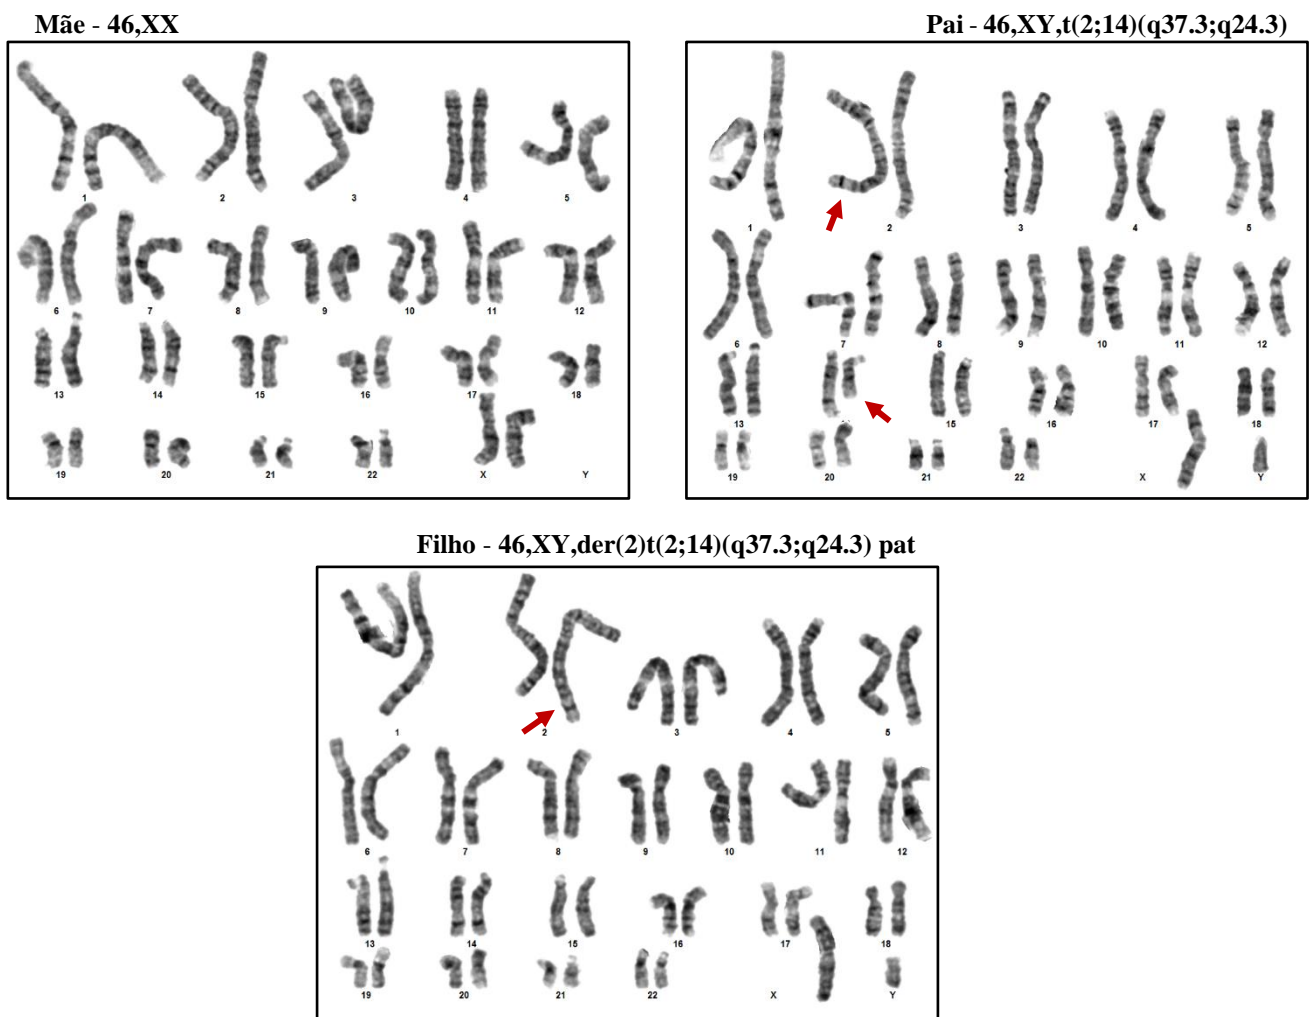 Mãe - 46,XX
1 2 3 4 5
6 7 8 9 10 11 12
13 14 15 16 17 18
19 20 21 22 X Y
Pai - 46,XY,t(2;14)(q37.3;q24.3)
1 2 3 4 5
6 7 8 9 10 11 12
13 15 16 17 18
19 20 21 22 X Y
Filho - 46,XY,der(2)t(2;14)(q37.3;q24.3) pat
1 2 3 4 5
6 7 8 9 10 11 12
13 14 15 16 17 18
19 20 21 22 X Y